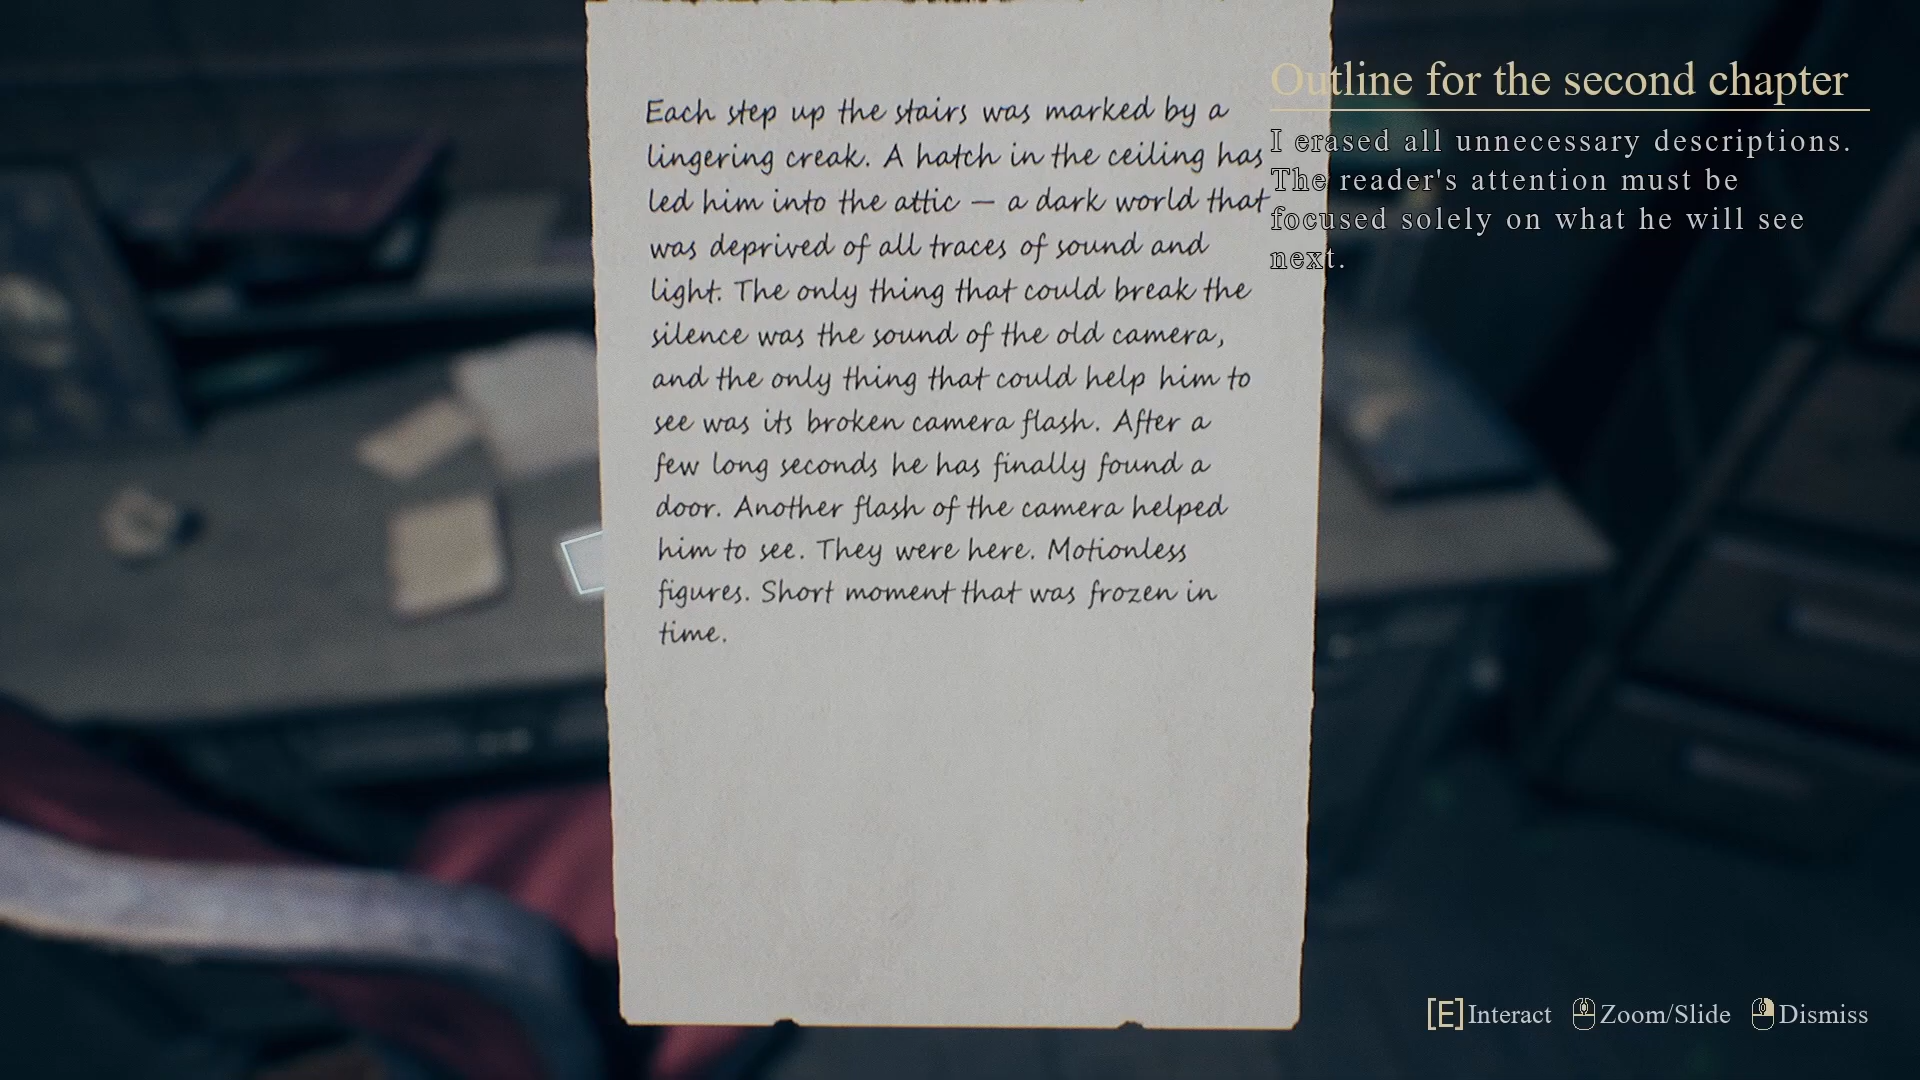 Each step up the stairs was marked by a
lingering creak. A hatch in the ceiling has
led him into the attic — a dark world that
was deprived of all traces of sound and
light. The only thing that could break the
silence was the sound of the old camera,
and the only thing that could help him to
see was its broken camera flash. After a
few long seconds he has finally found a
door. Another flash of the camera helped
him to see. They were here. Motionless
figures. Short moment that was frozen in
time.
Outline for the second chapter
I erased all unnecessary descriptions.
The reader's attention must be
focused solely on what he will see
next.
[E] Interact Zoom/Slide Dismiss